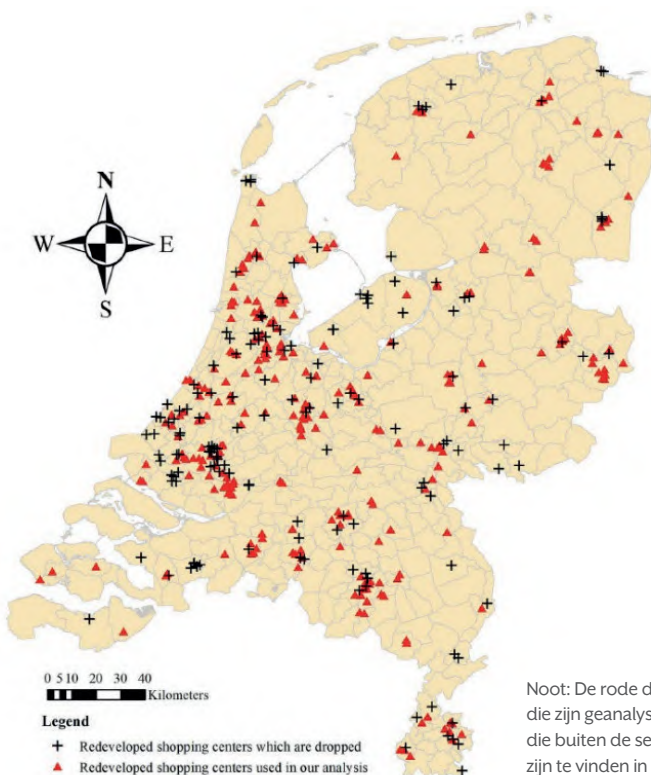 N
W E
S
0 5 10 20 30 40
Kilometers
Legend
Redeveloped shopping centers which are dropped
Redeveloped shopping centers used in our analysis
Noot: De rode d
die zijn geanalys
die buiten de se
zijn te vinden in